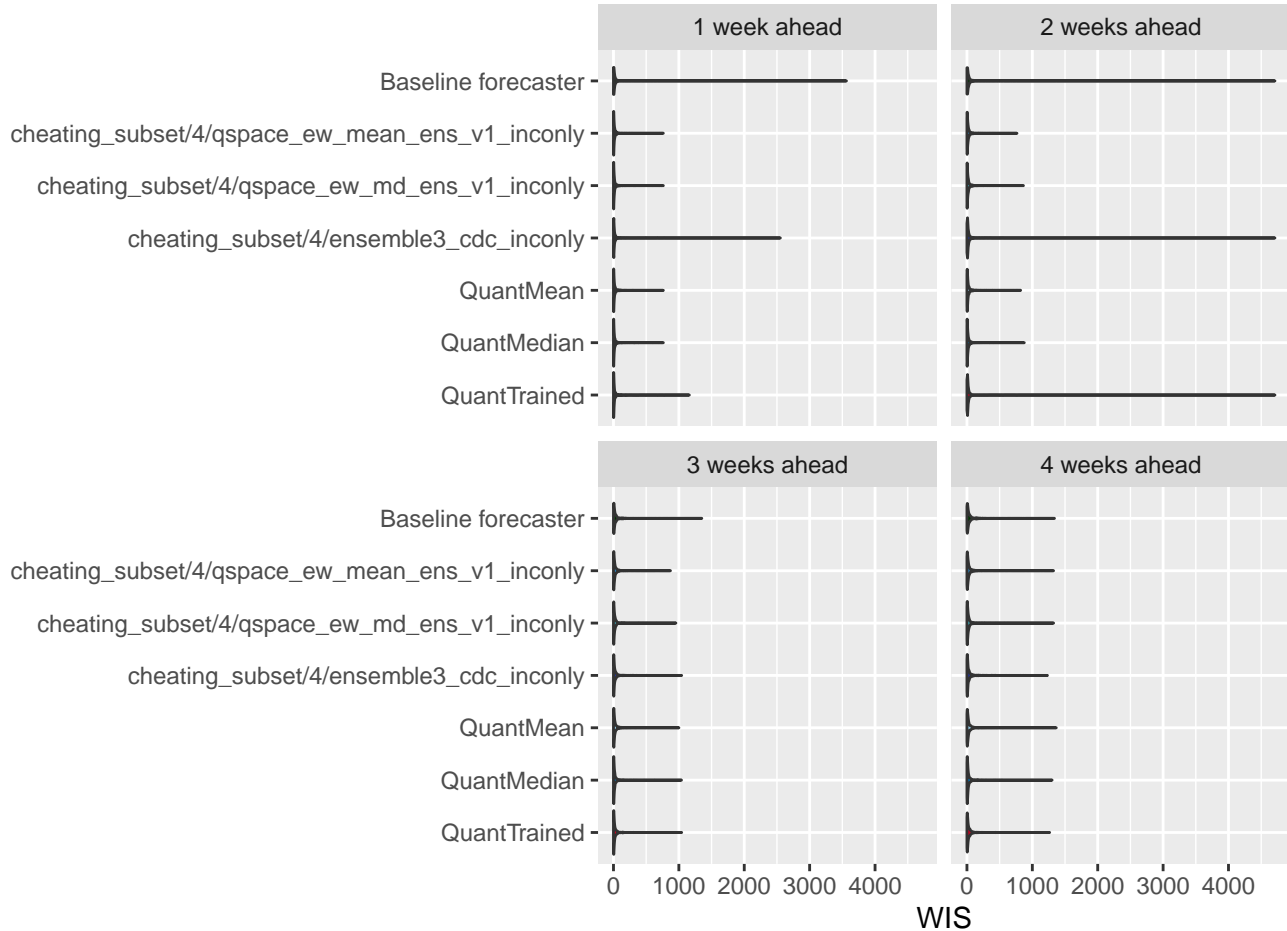 1 week ahead
2 weeks ahead
Baseline forecaster
cheating_subset/4/qspace_ew_mean_ens_v1_inconly
cheating_subset/4/qspace_ew_md_ens_v1_inconly
cheating_subset/4/ensemble3_cdc_inconly
QuantMean
QuantMedian
QuantTrained
3 weeks ahead
4 weeks ahead
Baseline forecaster
cheating_subset/4/qspace_ew_mean_ens_v1_inconly
cheating_subset/4/qspace_ew_md_ens_v1_inconly
cheating_subset/4/ensemble3_cdc_inconly
QuantMean
QuantMedian
QuantTrained
0 1000 2000 3000 4000
0 1000 2000 3000 4000
WIS